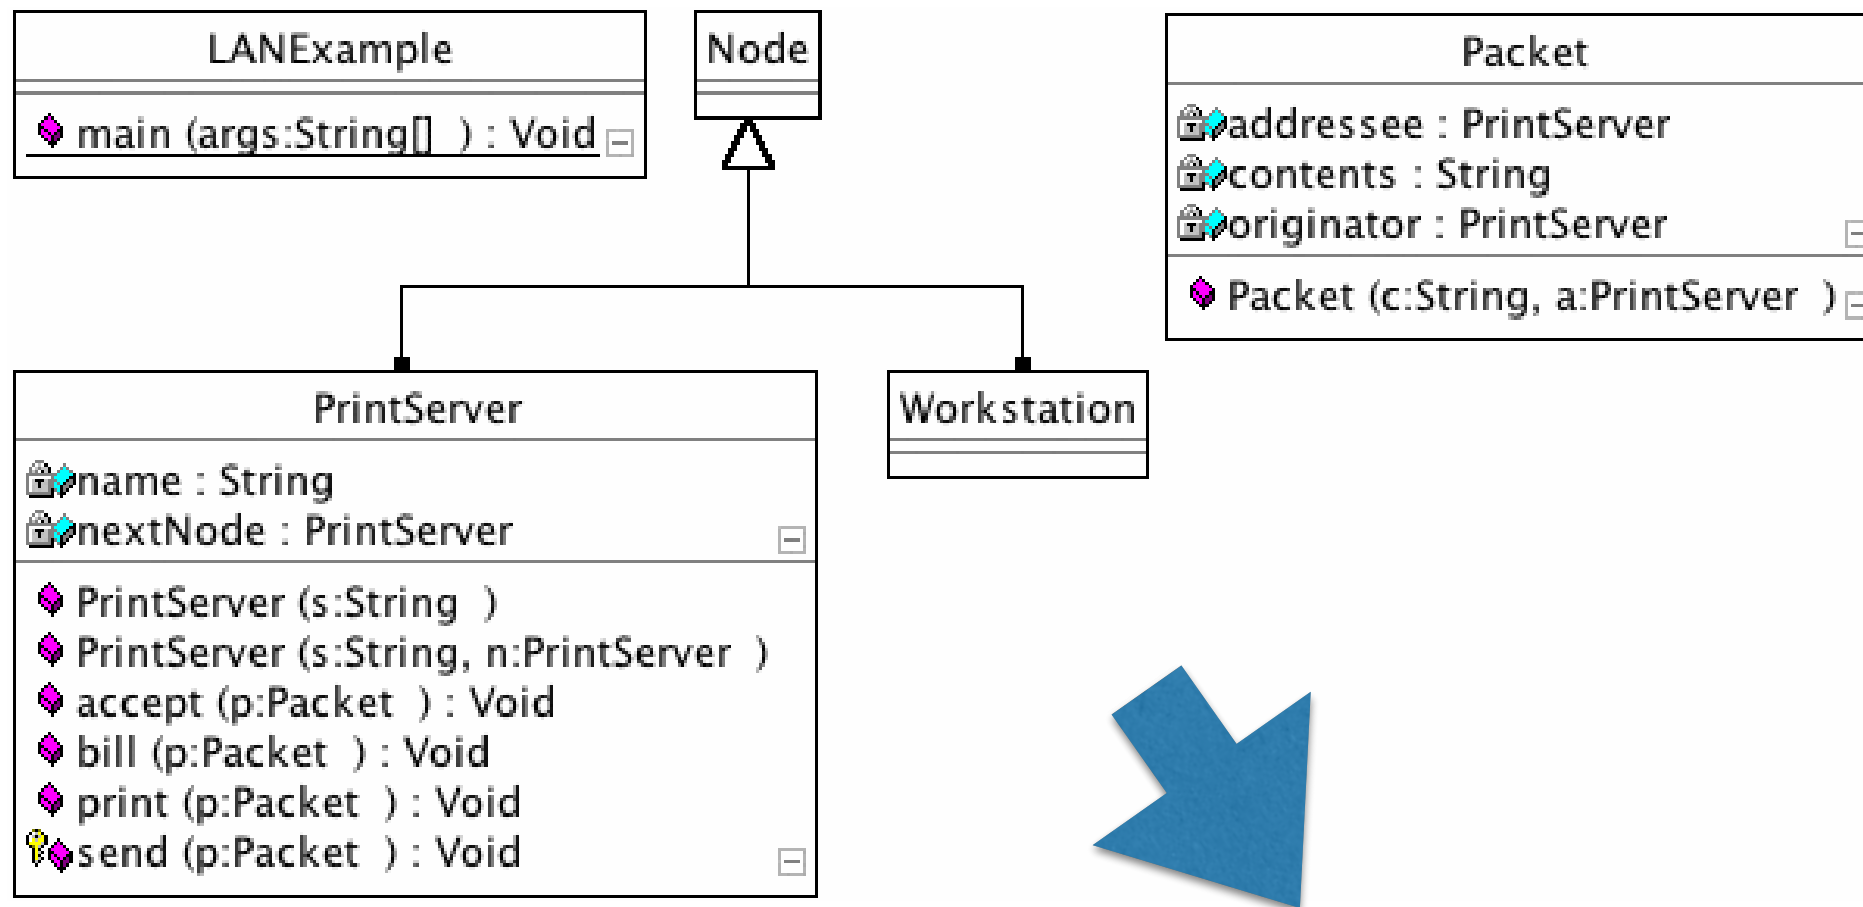 LANExample
main (args:String[] ) : Void
Node
Packet
addressee : PrintServer
contents : String
originator : PrintServer
Packet (c:String, a:PrintServer )
PrintServer
name : String
nextNode : PrintServer
PrintServer (s:String )
PrintServer (s:String, n:PrintServer )
accept (p:Packet ) : Void
bill (p:Packet ) : Void
print (p:Packet ) : Void
send (p:Packet ) : Void
Workstation